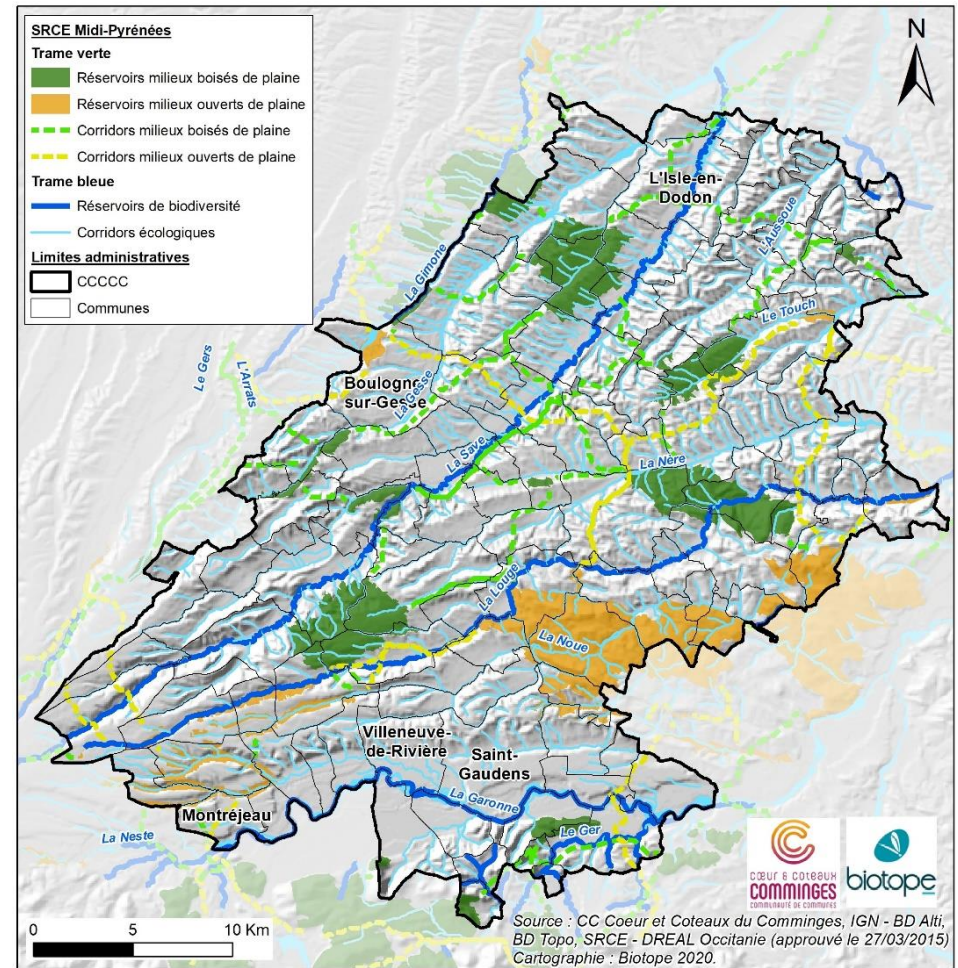 SRCE Midi-Pyrénées
Trame verte
Réservoirs milieux boisés de plaine
Réservoirs milieux ouverts de plaine
Corridors milieux boisés de plaine
Corridors milieux ouverts de plaine
Trame bleue
Réservoirs de biodiversité
Corridors écologiques
Limites administratives
CCCCC
Communes
N
L'Isle-en-
Dodon
L'Aussoue
La Gimone
Le Touch
Le Gers
L'Arrats
Boulogne-
sur-Gesse
La Gesse
La Save
La Nère
La Louge
La Noue
Villeneuve-
de-Rivière
Saint-
Gaudens
La Garonne
Montréjeau
Le Ger
La Neste
cœur & coteaux
COMMINGES
COMMUNAUTÉ DE COMMUNES
biotope
0 5 10 Km
Source : CC Coeur et Coteaux du Comminges, IGN - BD Alti,
BD Topo, SRCE - DREAL Occitanie (approuvé le 27/03/2015)
Cartographie : Biotope 2020.